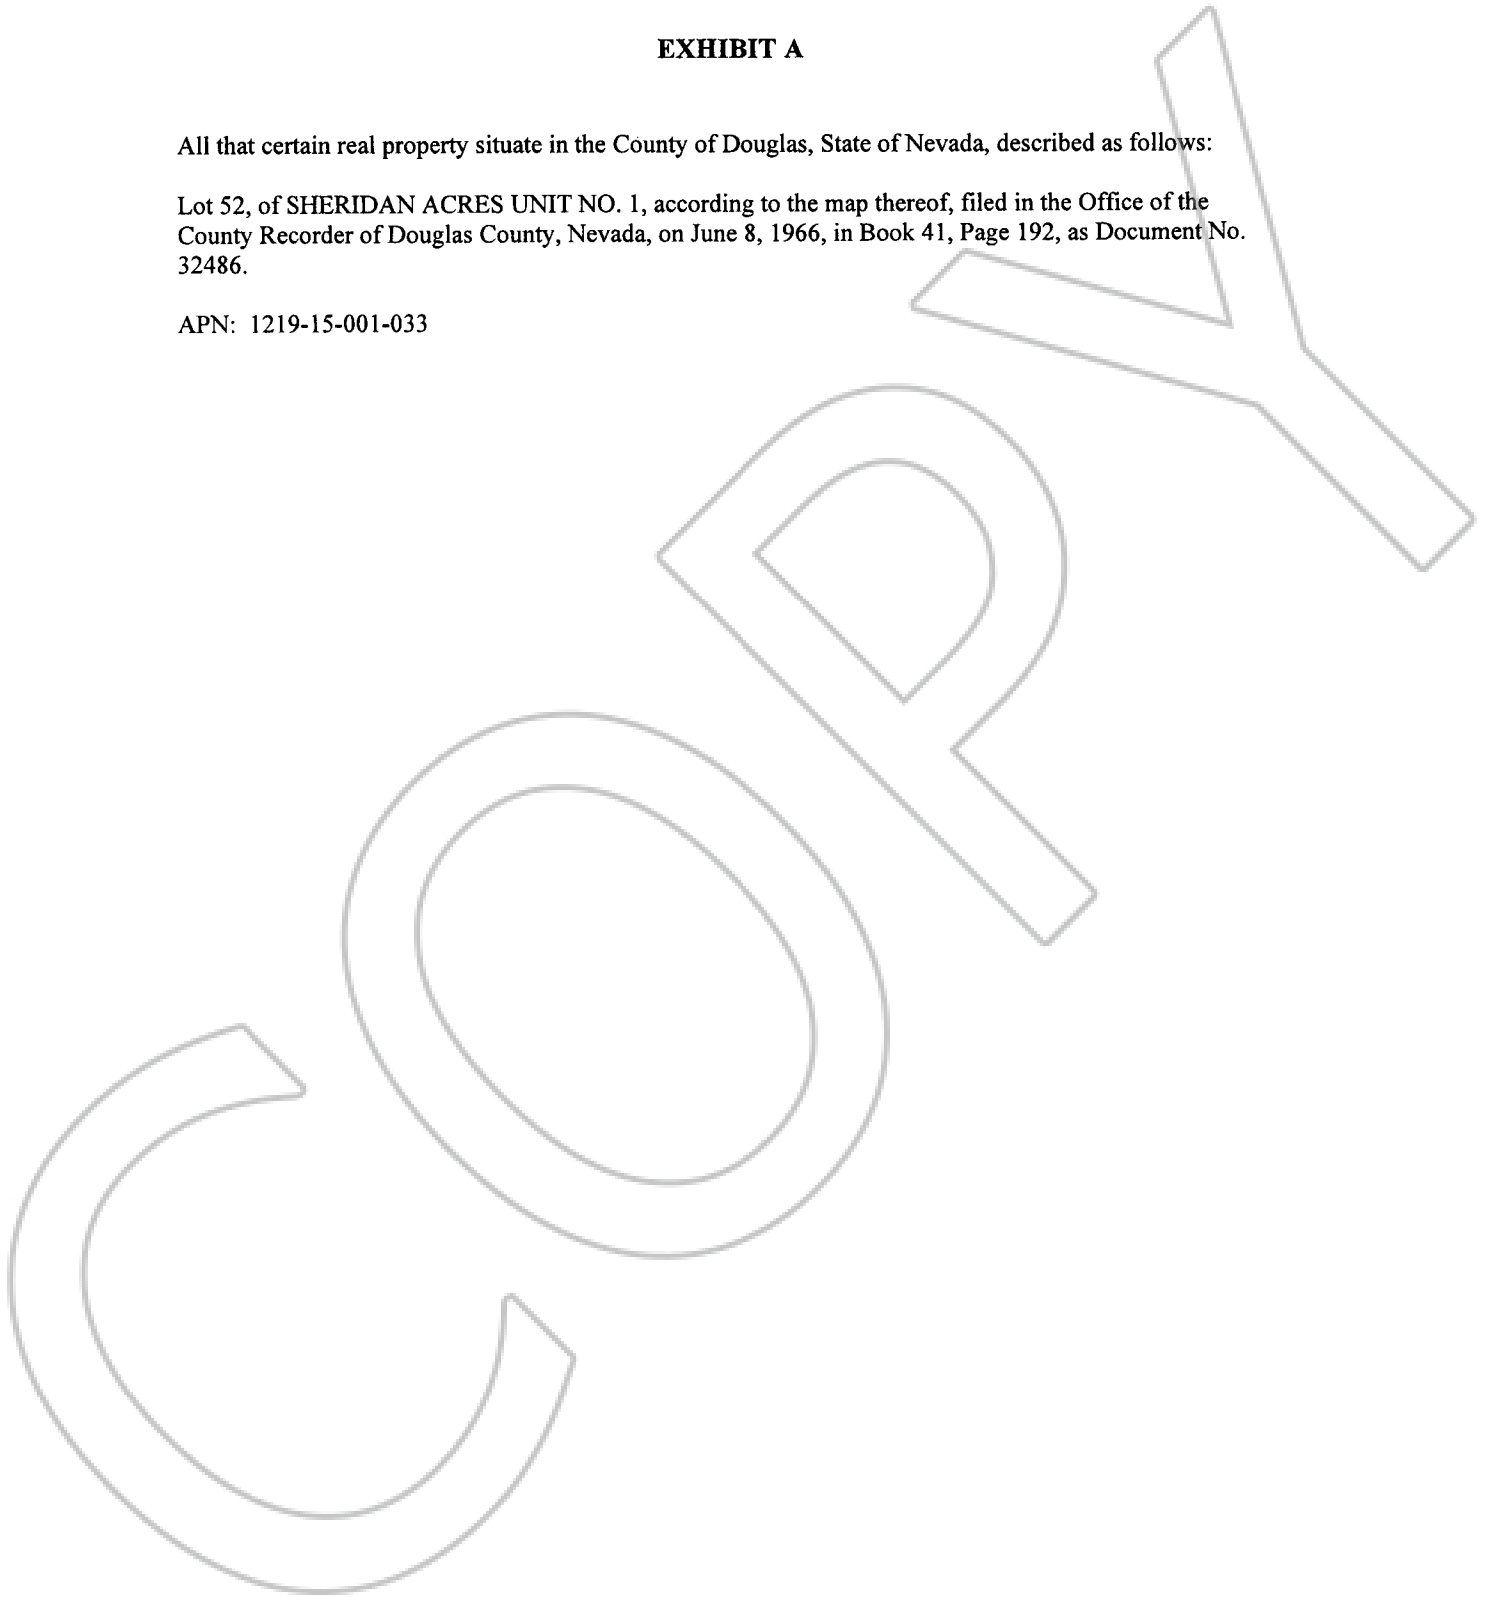 EXHIBIT A
All that certain real property situate in the County of Douglas, State of Nevada, described as follows:
Lot 52, of SHERIDAN ACRES UNIT NO. 1, according to the map thereof, filed in the Office of the
County Recorder of Douglas County, Nevada, on June 8, 1966, in Book 41, Page 192, as Document No.
32486.
APN: 1219-15-001-033
COPY